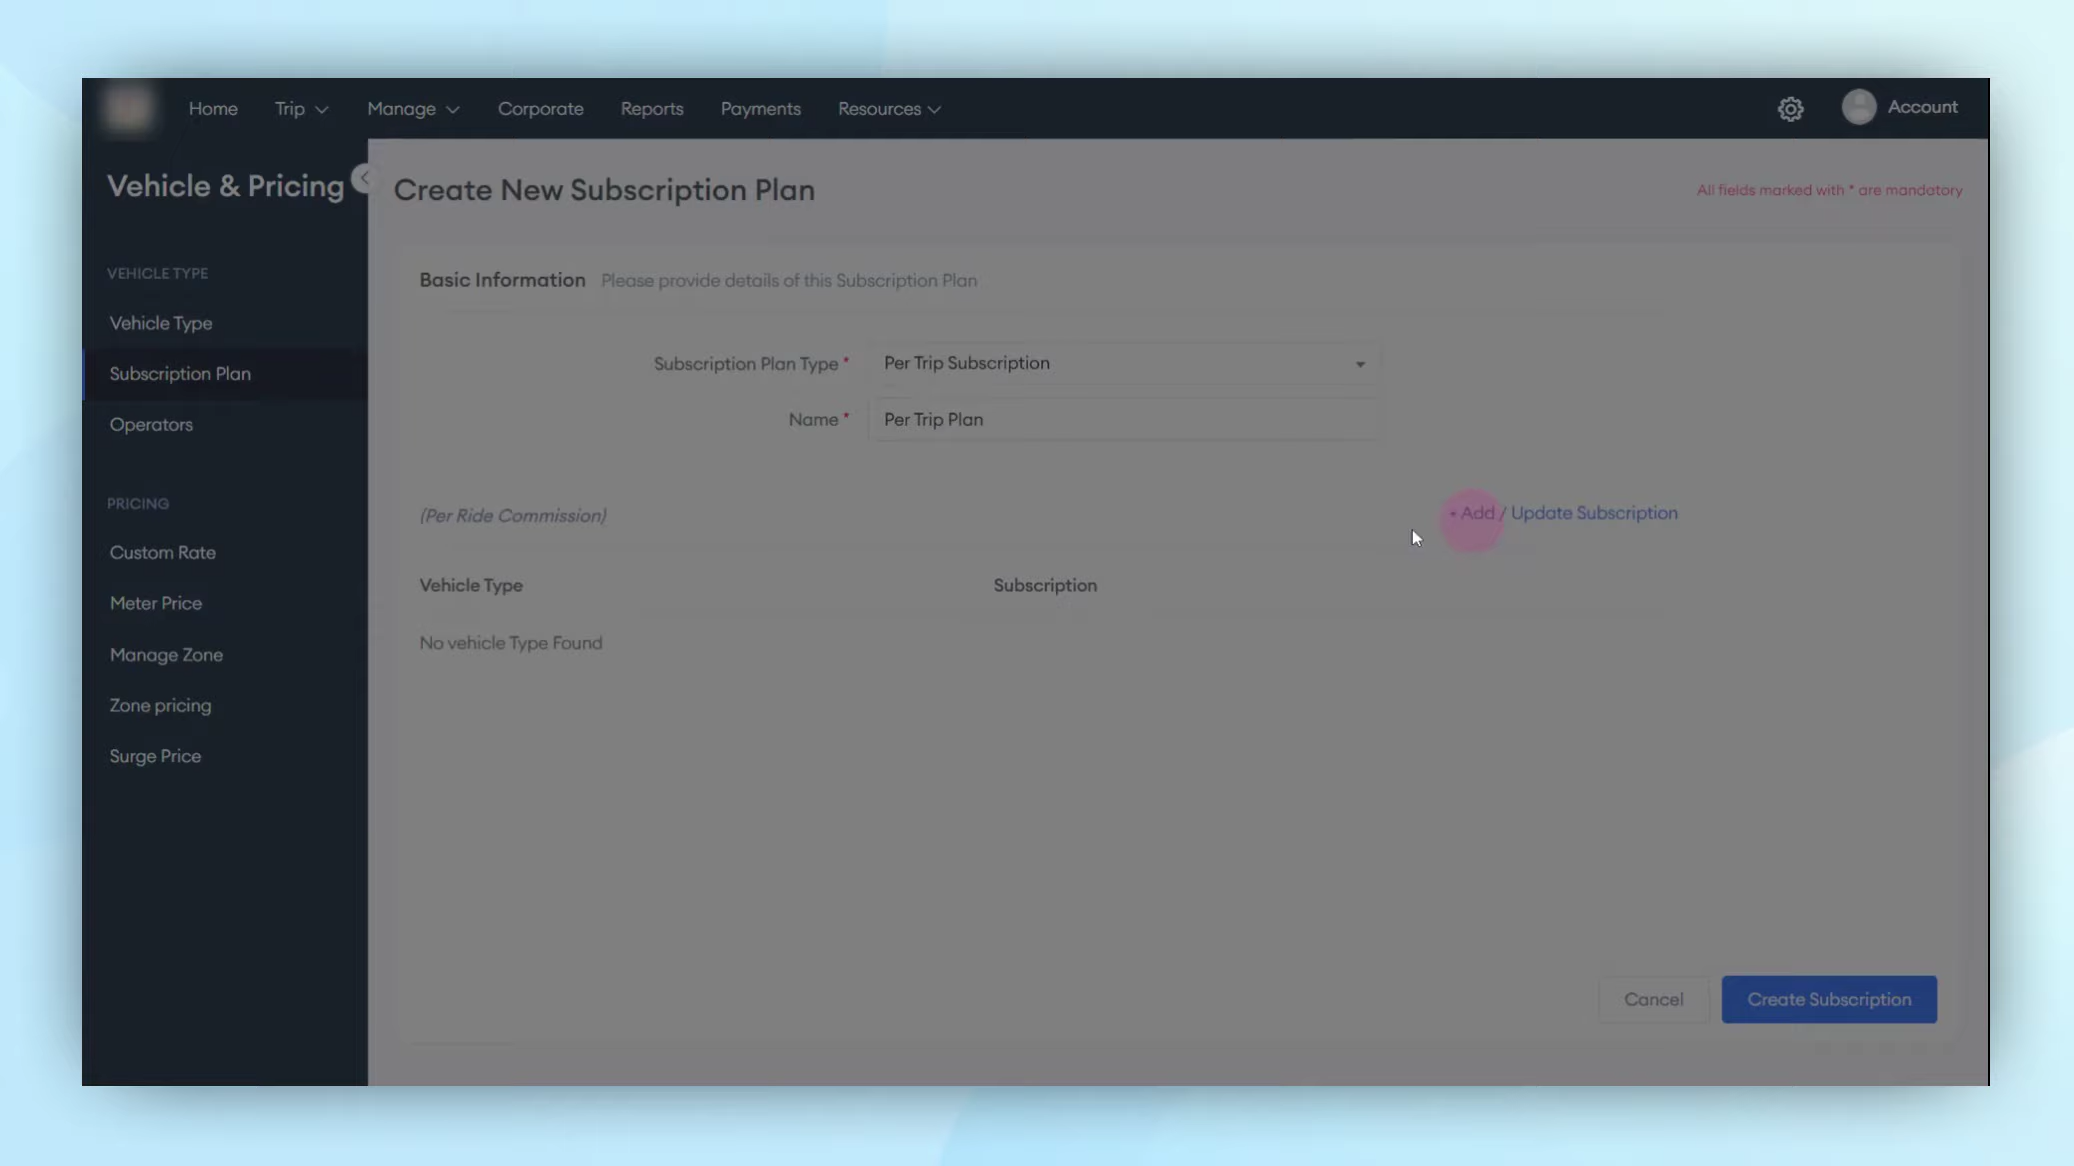 Home Trip Manage Corporate Reports Payments Resources Account
Vehicle & Pricing
VEHICLE TYPE
Vehicle Type
Subscription Plan
Operators
PRICING
Custom Rate
Meter Price
Manage Zone
Zone pricing
Surge Price
Create New Subscription Plan
All fields marked with * are mandatory
Basic Information Please provide details of this Subscription Plan
Subscription Plan Type * Per Trip Subscription
Name * Per Trip Plan
(Per Ride Commission) + Add / Update Subscription
Vehicle Type Subscription
No vehicle Type Found
Cancel Create Subscription